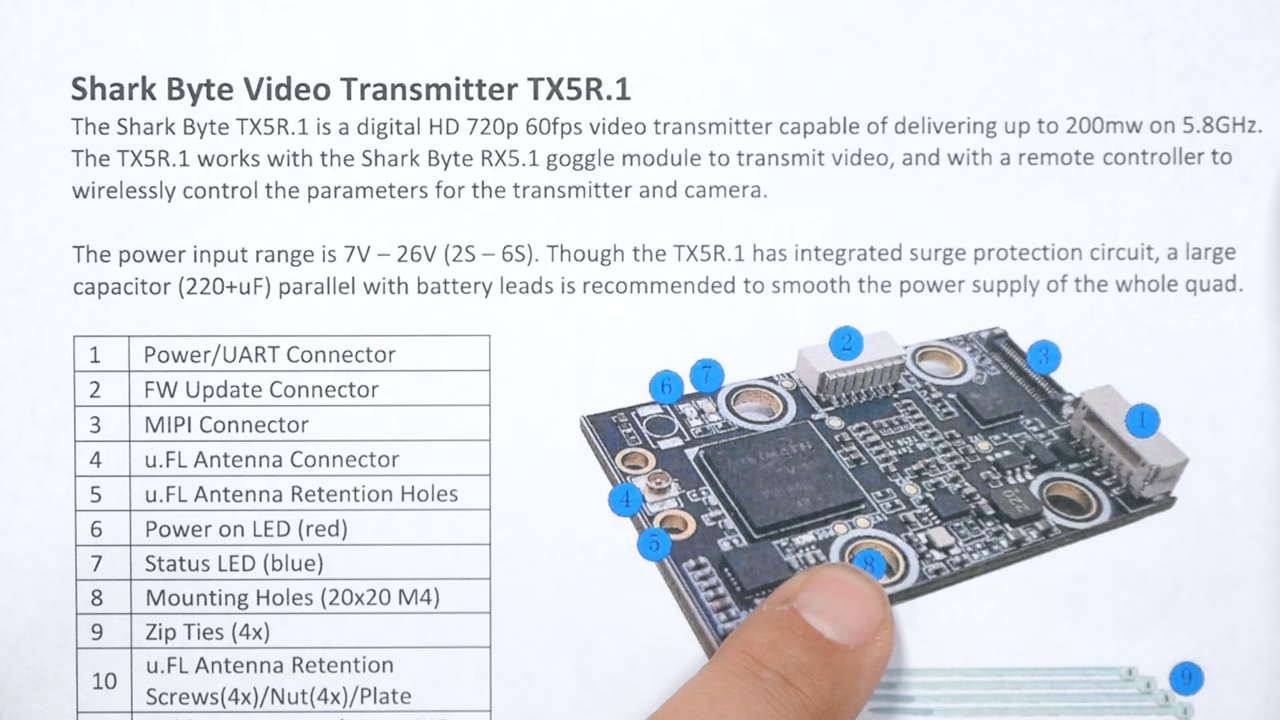 Shark Byte Video Transmitter TX5R.1
The Shark Byte TX5R.1 is a digital HD 720p 60fps video transmitter capable of delivering up to 200mw on 5.8GHz.
The TX5R.1 works with the Shark Byte RX5.1 goggle module to transmit video, and with a remote controller to
wirelessly control the parameters for the transmitter and camera.
The power input range is 7V – 26V (2S – 6S). Though the TX5R.1 has integrated surge protection circuit, a large
capacitor (220+uF) parallel with battery leads is recommended to smooth the power supply of the whole quad.
1 Power/UART Connector
2 FW Update Connector
3 MIPI Connector
4 u.FL Antenna Connector
5 u.FL Antenna Retention Holes
6 Power on LED (red)
7 Status LED (blue)
8 Mounting Holes (20x20 M4)
9 Zip Ties (4x)
10 u.FL Antenna Retention
Screws(4x)/Nut(4x)/Plate
2
3
7
6
1
4
220
5
8
9